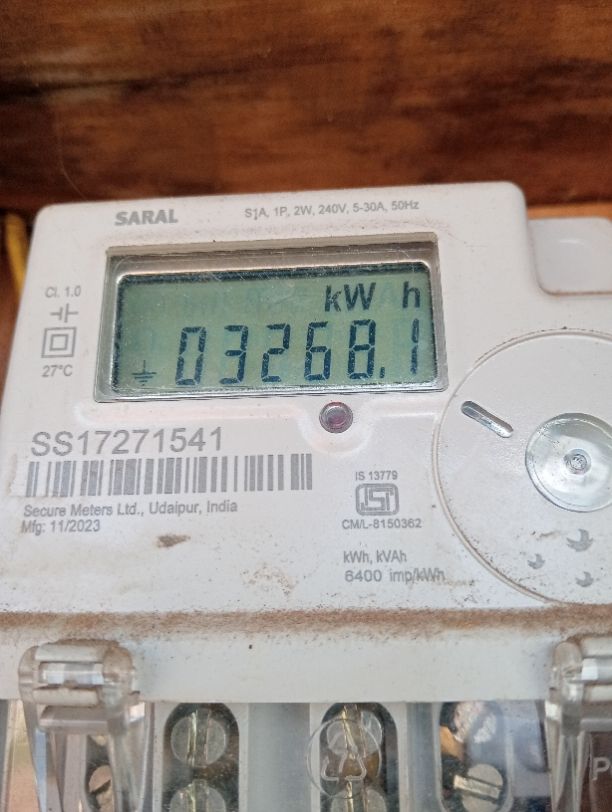 SARAL
S1A, 1P, 2W, 240V, 5-30A, 50Hz
Cl. 1.0
27°C
kW h
03268.1
SS17271541
Secure Meters Ltd., Udaipur, India
Mfg: 11/2023
IS 13779
ISI
CM/L-8150362
kWh, kVAh
6400 imp/kWh
P